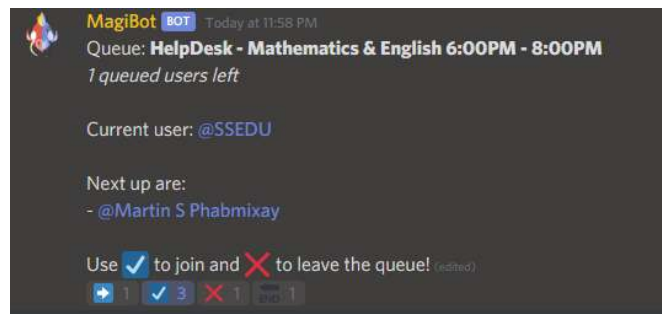 MagiBot BOT Today at 11:58 PM
Queue: HelpDesk - Mathematics & English 6:00PM - 8:00PM
1 queued users left
Current user: @SSEDU
Next up are:
- @Martin S Phabmixay
Use ✅ to join and ❌ to leave the queue! (edited)
1 3 1 END 1